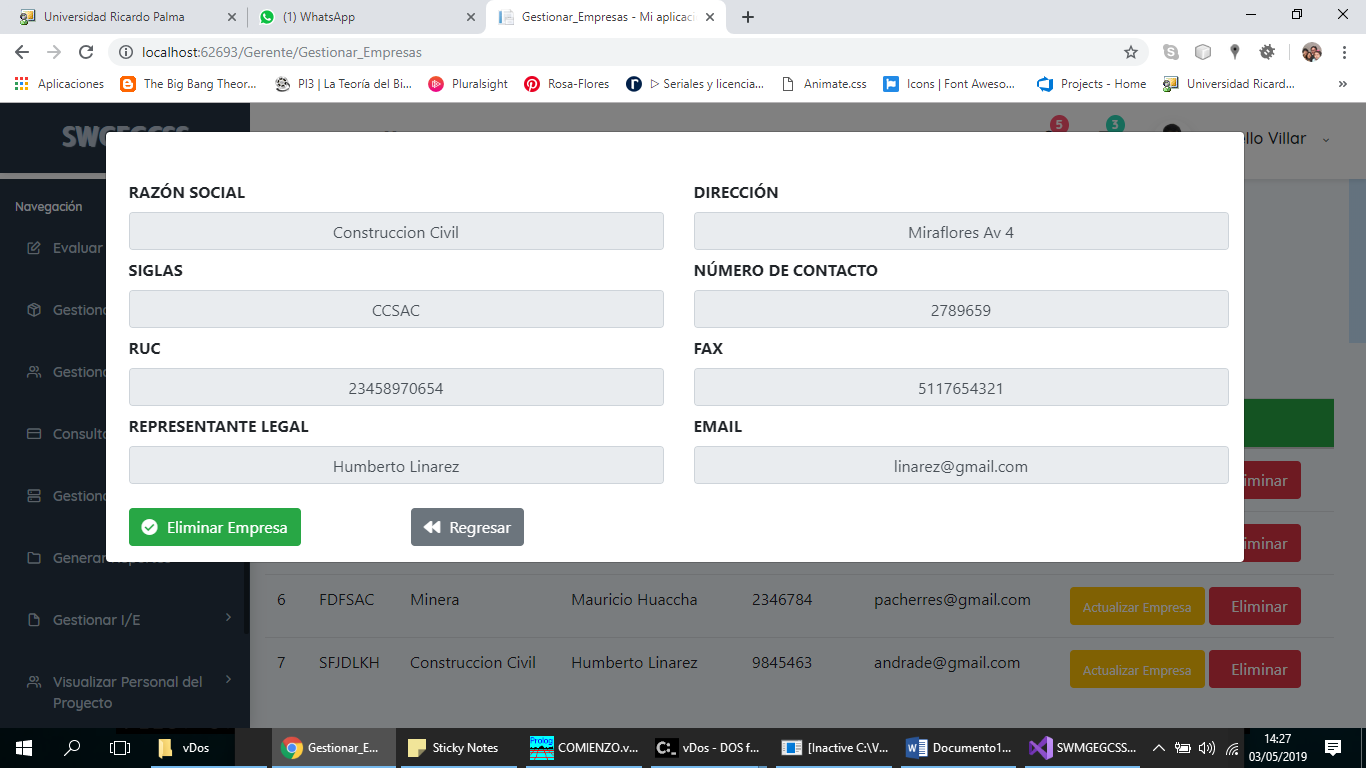 Universidad Ricardo Palma
(1) WhatsApp
Gestionar_Empresas - Mi aplicaci
localhost:62693/Gerente/Gestionar_Empresas
Aplicaciones
The Big Bang Theor...
PI3 | La Teoría del Bi...
Pluralsight
Rosa-Flores
▷ Seriales y licencia...
Animate.css
Icons | Font Aweso...
Projects - Home
Universidad Ricard...
»
SWGEGCSS
5
3
ello Villar
Navegación
Evaluar
Gestiona
Gestiona
Consulta
Gestiona
Generar Reportes
Gestionar I/E
Visualizar Personal del
Proyecto
RAZÓN SOCIAL
Construccion Civil
DIRECCIÓN
Miraflores Av 4
SIGLAS
CCSAC
NÚMERO DE CONTACTO
2789659
RUC
23458970654
FAX
5117654321
REPRESENTANTE LEGAL
Humberto Linarez
EMAIL
linarez@gmail.com
Eliminar Empresa
Regresar
liminar
liminar
6 FDFSAC Minera Mauricio Huaccha 2346784 pacherres@gmail.com Actualizar Empresa Eliminar
7 SFJDLKH Construccion Civil Humberto Linarez 9845463 andrade@gmail.com Actualizar Empresa Eliminar
vDos
Gestionar_E...
Sticky Notes
Prolog
COMIENZO.v...
vDos - DOS f...
[Inactive C:\V...
Documento1...
SWMGEGCSS...
14:27
03/05/2019